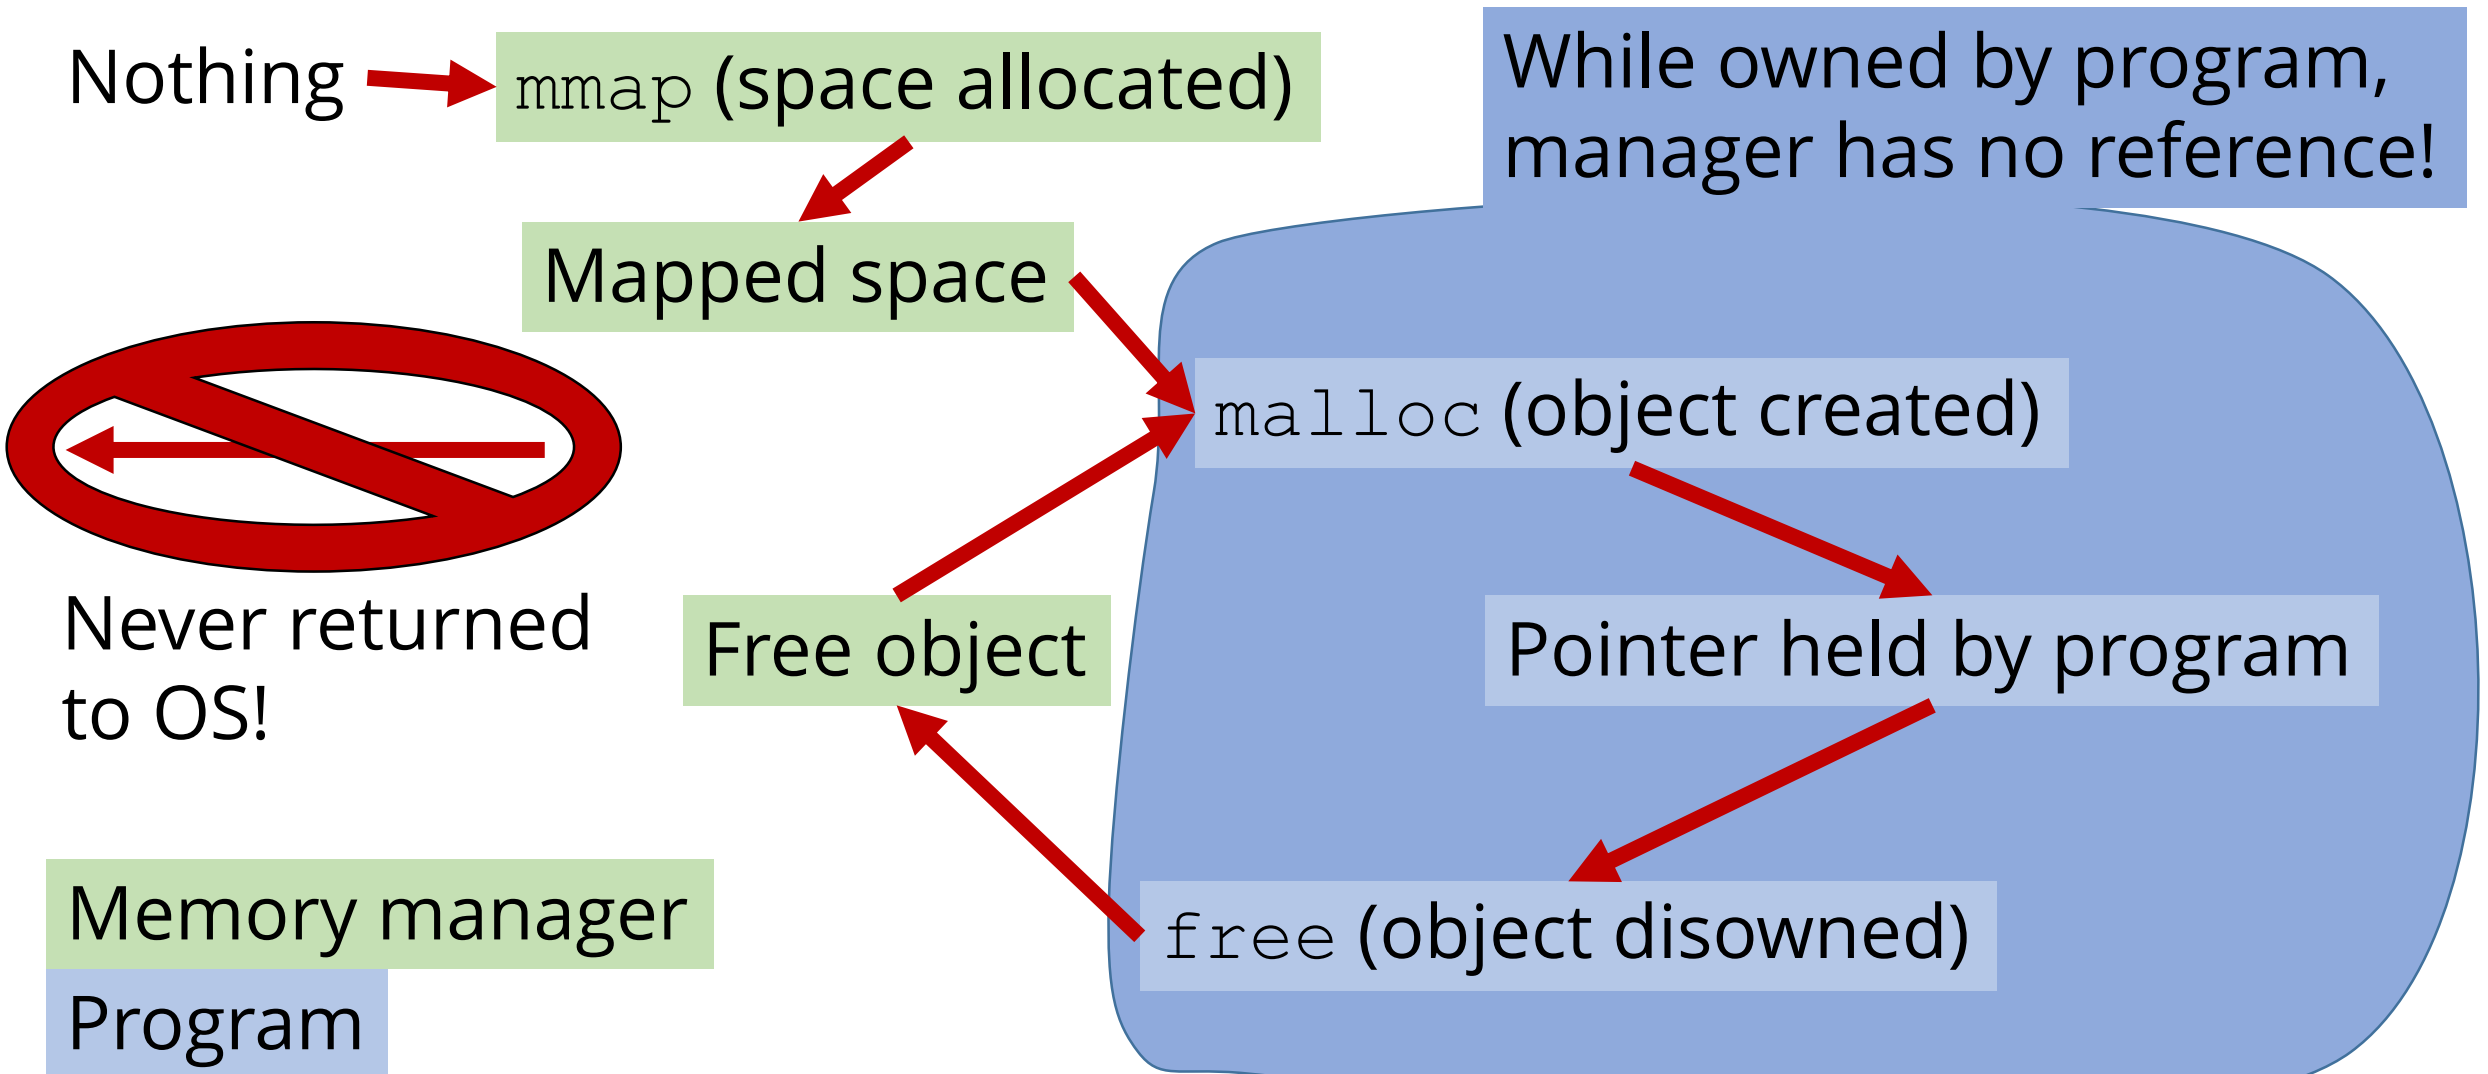 Nothing
mmap (space allocated)
While owned by program,
manager has no reference!
Mapped space
malloc (object created)
Never returned
to OS!
Free object
Pointer held by program
free (object disowned)
Memory manager
Program